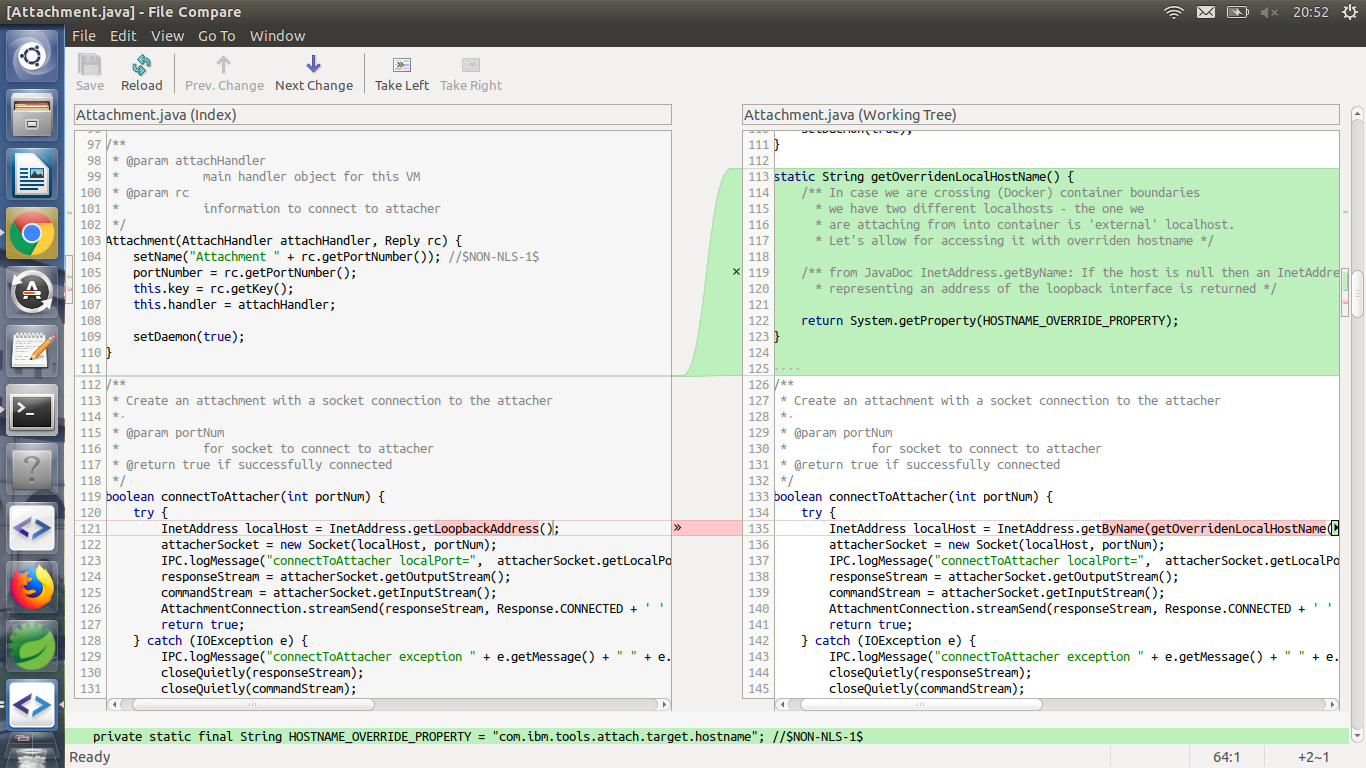 [Attachment.java] - File Compare
20:52
File Edit View Go To Window
Save Reload Prev. Change Next Change Take Left Take Right
Attachment.java (Index)
97 /**
98 * @param attachHandler
99 * main handler object for this VM
100 * @param rc
101 * information to connect to attacher
102 */
103 Attachment(AttachHandler attachHandler, Reply rc) {
104 setName("Attachment " + rc.getPortNumber()); //$NON-NLS-1$
105 portNumber = rc.getPortNumber();
106 this.key = rc.getKey();
107 this.handler = attachHandler;
108
109 setDaemon(true);
110 }
111
112 /**
113 * Create an attachment with a socket connection to the attacher
114 *·
115 * @param portNum
116 * for socket to connect to attacher
117 * @return true if successfully connected
118 */
119 boolean connectToAttacher(int portNum) {
120 try {
121 InetAddress localHost = InetAddress.getLoopbackAddress();
122 attacherSocket = new Socket(localHost, portNum);
123 IPC.logMessage("connectToAttacher localPort=", attacherSocket.getLocalPo
124 responseStream = attacherSocket.getOutputStream();
125 commandStream = attacherSocket.getInputStream();
126 AttachmentConnection.streamSend(responseStream, Response.CONNECTED + ' '
127 return true;
128 } catch (IOException e) {
129 IPC.logMessage("connectToAttacher exception " + e.getMessage() + " " + e.
130 closeQuietly(responseStream);
131 closeQuietly(commandStream);
Attachment.java (Working Tree)
110 setDaemon(true);
111 }
112
113 static String getOverridenLocalHostName() {
114 /** In case we are crossing (Docker) container boundaries
115 * we have two different localhosts - the one we
116 * are attaching from into container is 'external' localhost.
117 * Let's allow for accessing it with overriden hostname */
118
119 /** from JavaDoc InetAddress.getByName: If the host is null then an InetAddre
120 * representing an address of the loopback interface is returned */
121
122 return System.getProperty(HOSTNAME_OVERRIDE_PROPERTY);
123 }
124
125 ····
126 /**
127 * Create an attachment with a socket connection to the attacher
128 *·
129 * @param portNum
130 * for socket to connect to attacher
131 * @return true if successfully connected
132 */
133 boolean connectToAttacher(int portNum) {
134 try {
135 InetAddress localHost = InetAddress.getByName(getOverridenLocalHostName(
136 attacherSocket = new Socket(localHost, portNum);
137 IPC.logMessage("connectToAttacher localPort=", attacherSocket.getLocalPo
138 responseStream = attacherSocket.getOutputStream();
139 commandStream = attacherSocket.getInputStream();
140 AttachmentConnection.streamSend(responseStream, Response.CONNECTED + ' '
141 return true;
142 } catch (IOException e) {
143 IPC.logMessage("connectToAttacher exception " + e.getMessage() + " " + e.
144 closeQuietly(responseStream);
145 closeQuietly(commandStream);
private static final String HOSTNAME_OVERRIDE_PROPERTY = "com.ibm.tools.attach.target.hostname"; //$NON-NLS-1$
Ready
64:1
+2~1